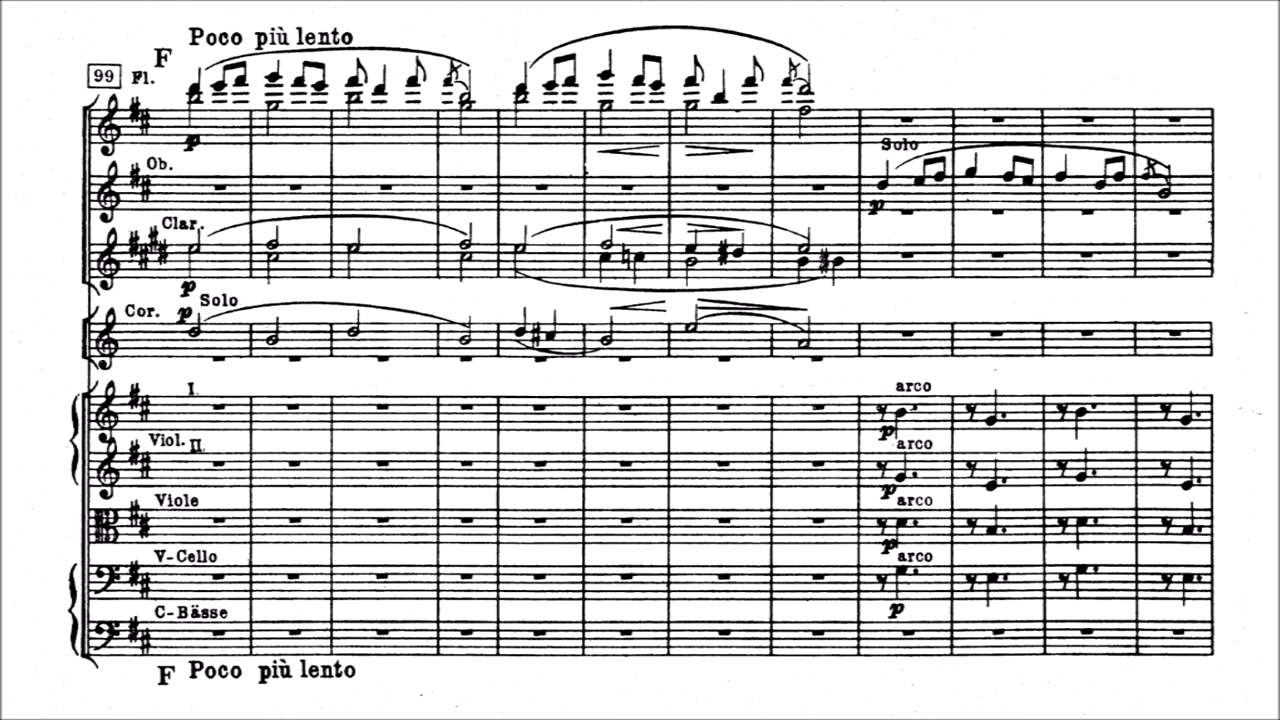 F Poco più lento
99 Fl.
p
Ob.
Solo
p
Clar.
p
Cor. p Solo
I.
arco
p
Viol. II.
arco
p
Viole
arco
p
V-Cello
arco
p
C-Bässe
F Poco più lento